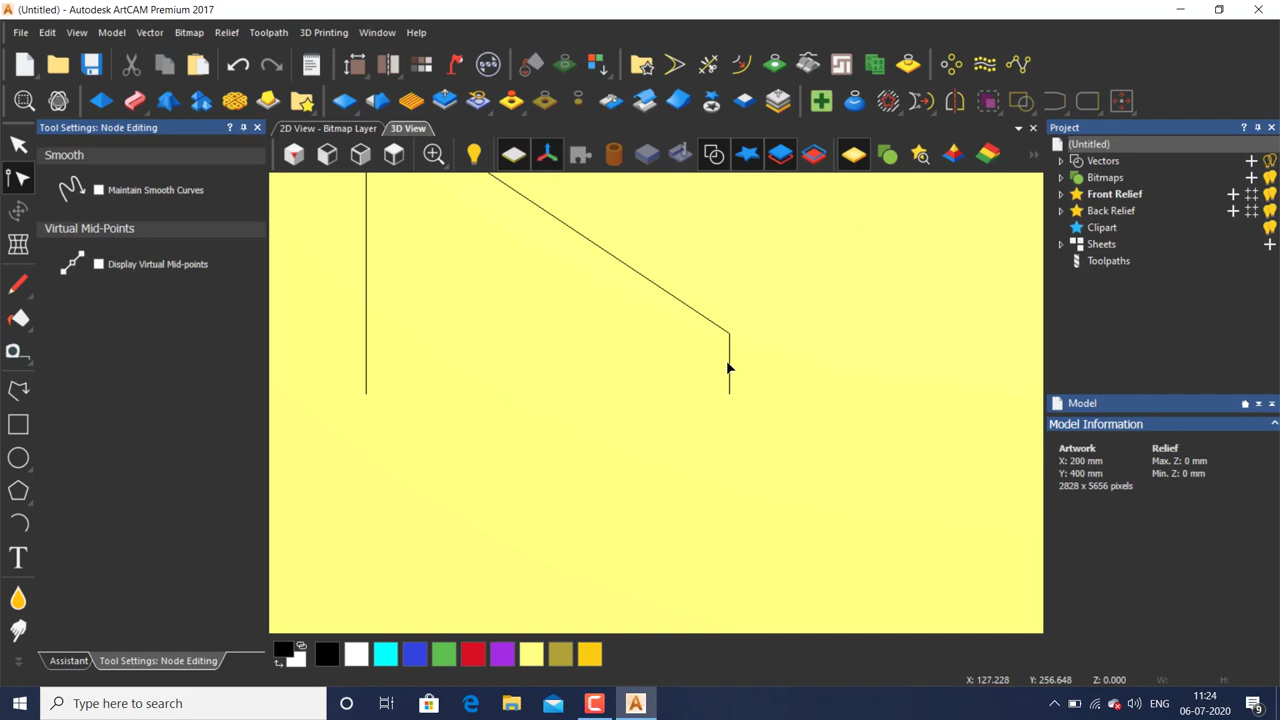 (Untitled) - Autodesk ArtCAM Premium 2017
File Edit View Model Vector Bitmap Relief Toolpath 3D Printing Window Help
Tool Settings: Node Editing
2D View - Bitmap Layer
3D View
Project
Smooth
Maintain Smooth Curves
Virtual Mid-Points
Display Virtual Mid-points
(Untitled)
Vectors
Bitmaps
Front Relief
Back Relief
Clipart
Sheets
Toolpaths
Model
Model Information
Artwork Relief
X: 200 mm Max. Z: 0 mm
Y: 400 mm Min. Z: 0 mm
2828 x 5656 pixels
Assistant
Tool Settings: Node Editing
X: 127.228 Y: 256.648 Z: 0.000 W: H:
Type here to search
ENG
11:24
06-07-2020
9